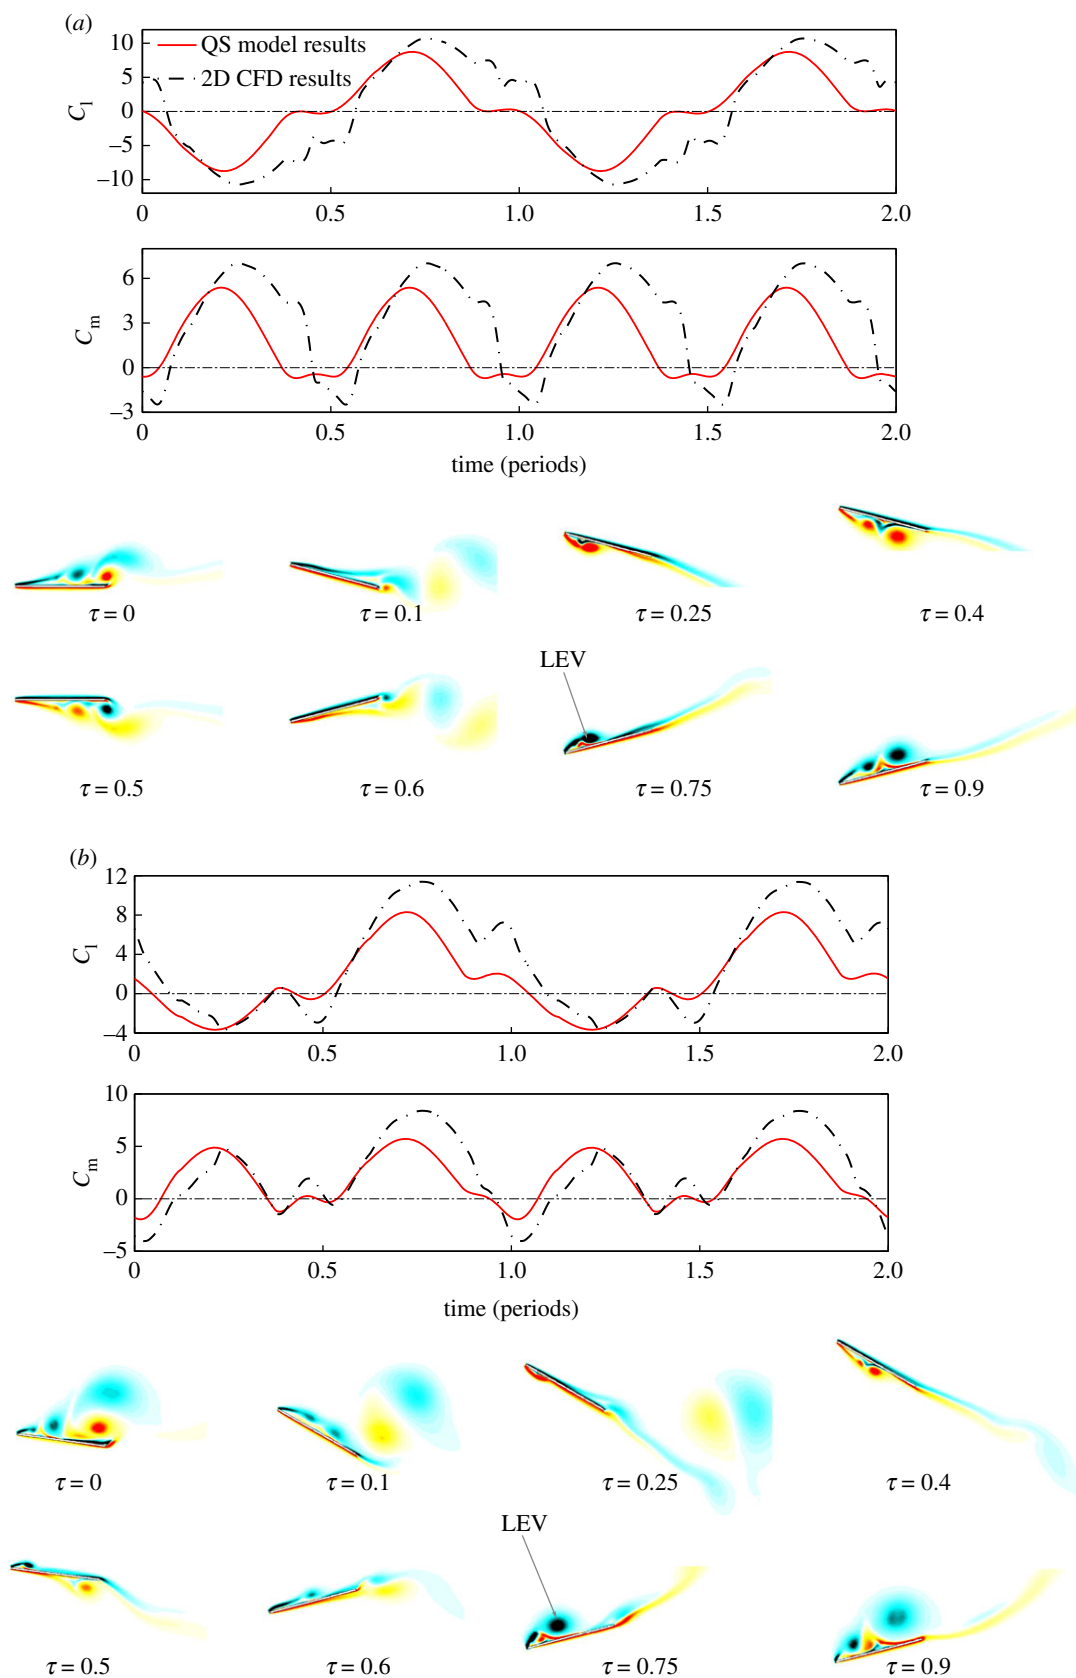 (a)
QS model results
2D CFD results
C_l
10
5
0
–5
–10
0 0.5 1.0 1.5 2.0
C_m
6
3
0
–3
0 0.5 1.0 1.5 2.0
time (periods)
τ = 0 τ = 0.1 τ = 0.25 τ = 0.4
LEV
τ = 0.5 τ = 0.6 τ = 0.75 τ = 0.9
(b)
C_l
12
8
4
0
–4
0 0.5 1.0 1.5 2.0
C_m
10
5
0
–5
0 0.5 1.0 1.5 2.0
time (periods)
τ = 0 τ = 0.1 τ = 0.25 τ = 0.4
LEV
τ = 0.5 τ = 0.6 τ = 0.75 τ = 0.9